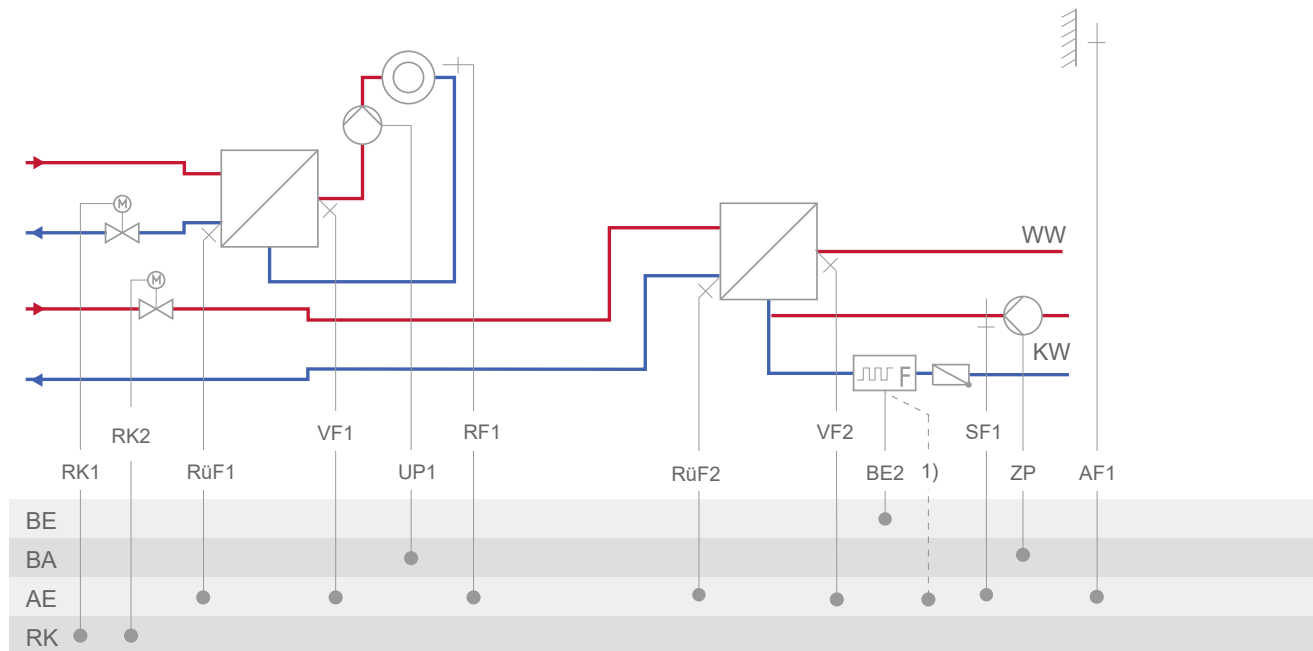 M
M
WW
KW
F
RK1
RK2
RüF1
VF1
UP1
RF1
RüF2
VF2
BE2
1)
SF1
ZP
AF1
BE
BA
AE
RK